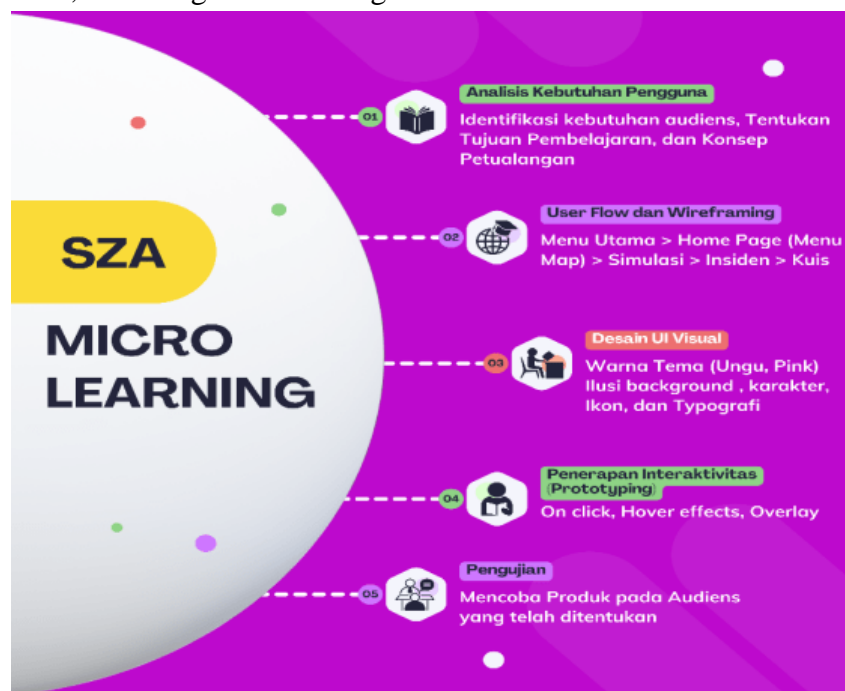 SZA
MICRO
LEARNING
01
Analisis Kebutuhan Pengguna
Identifikasi kebutuhan audiens, Tentukan
Tujuan Pembelajaran, dan Konsep
Petualangan
02
User Flow dan Wireframing
Menu Utama > Home Page (Menu
Map) > Simulasi > Insiden > Kuis
03
Desain UI Visual
Warna Tema (Ungu, Pink)
Ilusi background , karakter,
Ikon, dan Typografi
04
Penerapan Interaktivitas
(Prototyping)
On click, Hover effects, Overlay
05
Pengujian
Mencoba Produk pada Audiens
yang telah ditentukan